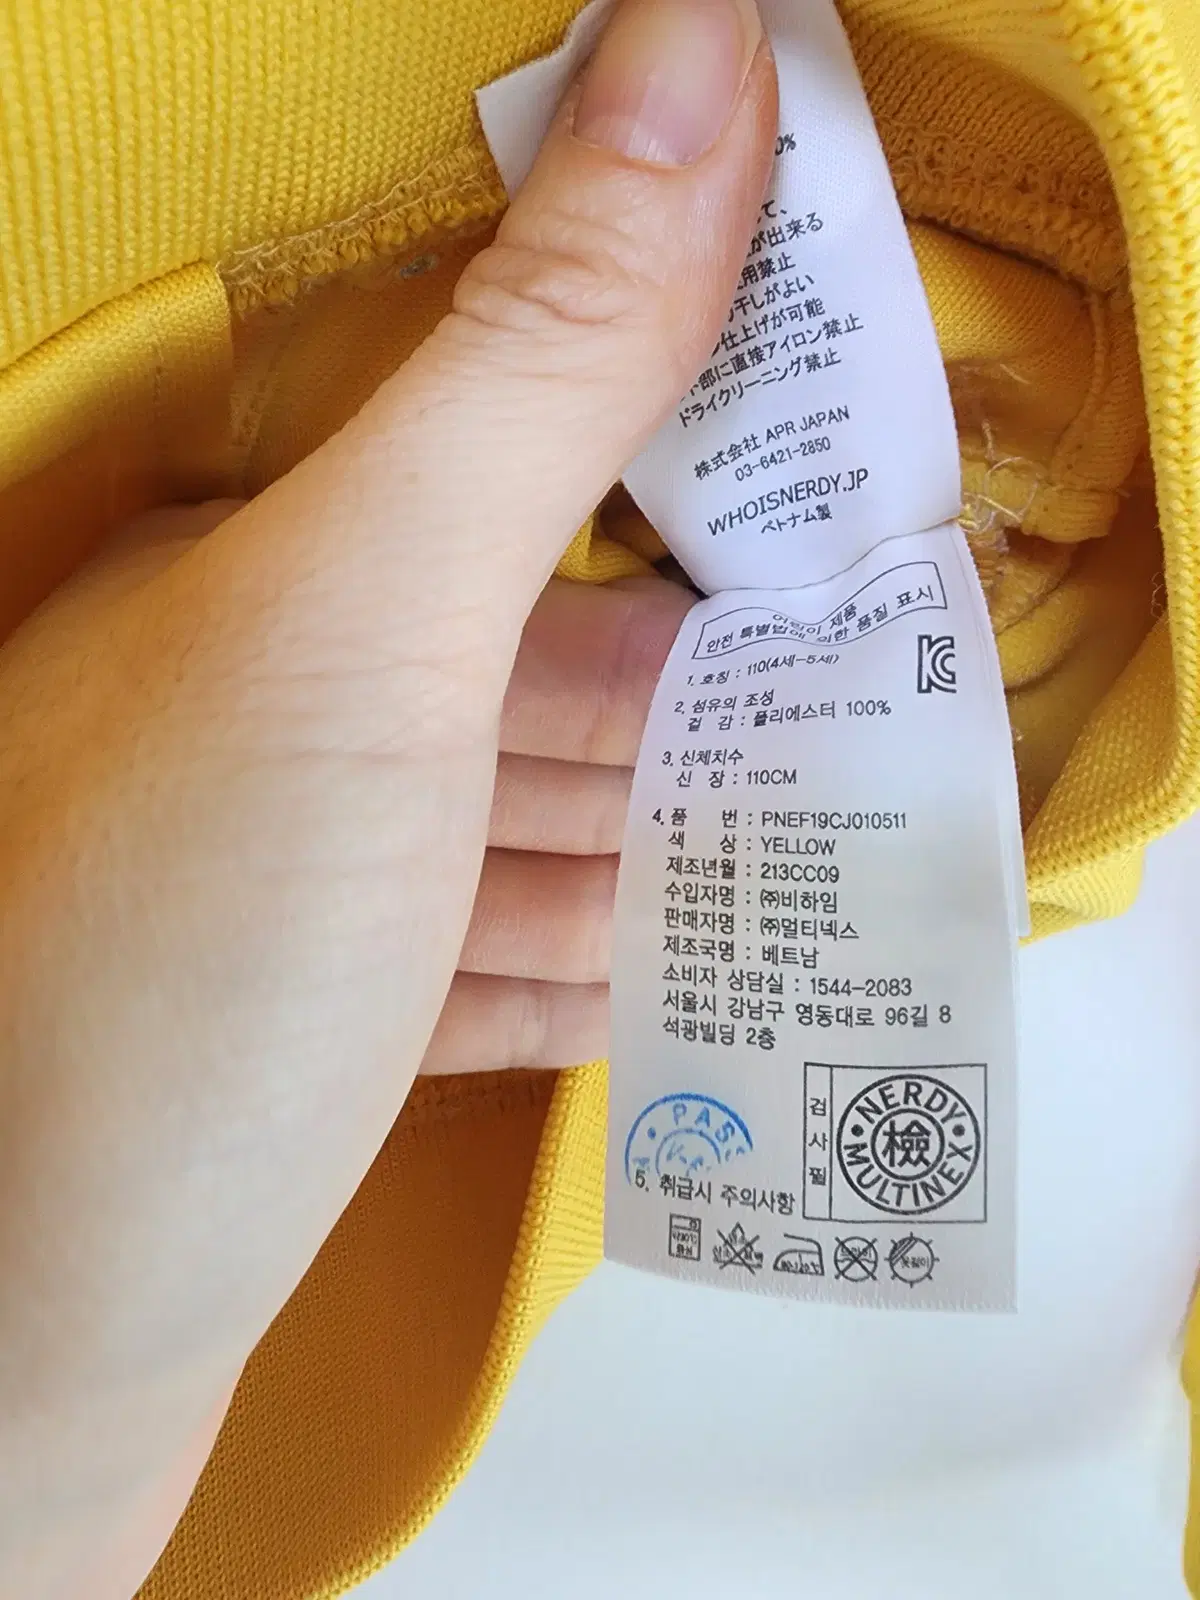 0%
て、
が出来る
用禁止
干しがよい
仕上げが可能
部に直接アイロン禁止
ドライクリーニング禁止
株式会社 APR JAPAN
03-6421-2850
WHOISNERDY.JP
ベトナム製
어린이 제품
안전 특별법에 의한 품질 표시
1. 호칭 : 110(4세-5세)
2. 섬유의 조성
겉 감 : 폴리에스터 100%
3. 신체치수
신 장 : 110CM
4. 품 번 : PNEF19CJ010511
색 상 : YELLOW
제조년월 : 213CC09
수입자명 : ㈜비하임
판매자명 : ㈜멀티넥스
제조국명 : 베트남
소비자 상담실 : 1544-2083
서울시 강남구 영동대로 96길 8
석광빌딩 2층
PASS
검사필
NERDY
檢
MULTINEX
5. 취급시 주의사항